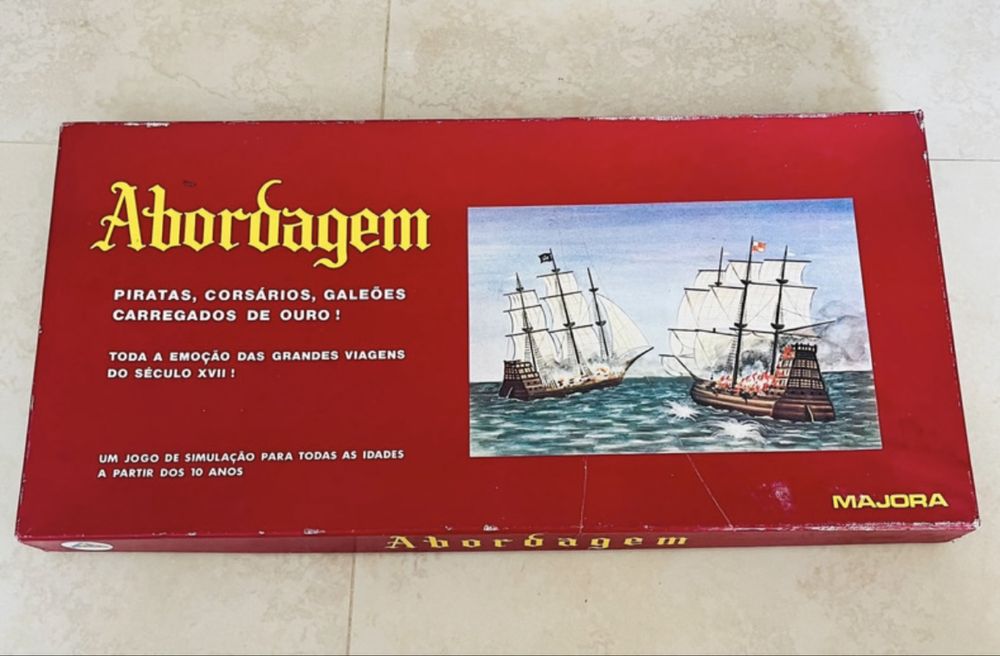 Abordagem
PIRATAS, CORSÁRIOS, GALEÕES
CARREGADOS DE OURO !
TODA A EMOÇÃO DAS GRANDES VIAGENS
DO SÉCULO XVII !
UM JOGO DE SIMULAÇÃO PARA TODAS AS IDADES
A PARTIR DOS 10 ANOS
MAJORA
Abordagem